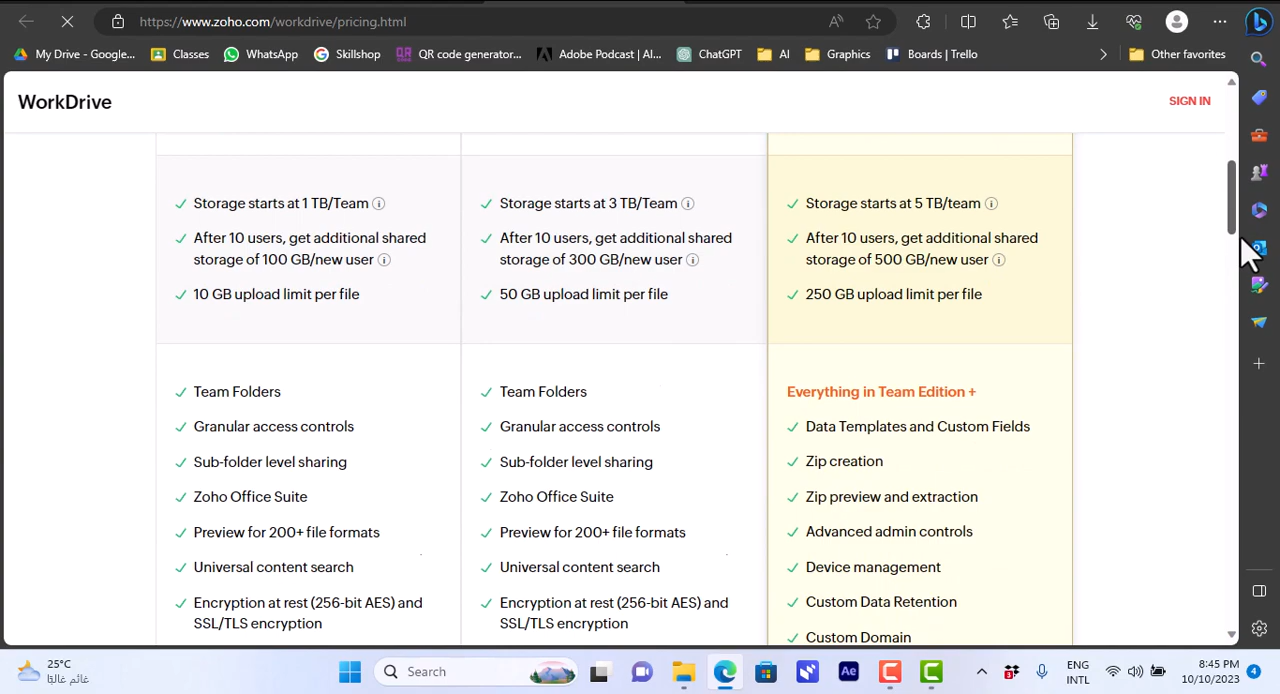 https://www.zoho.com/workdrive/pricing.html
My Drive - Google...
Classes
WhatsApp
Skillshop
QR code generator...
Adobe Podcast | Al...
ChatGPT
AI
Graphics
Boards | Trello
Other favorites
WorkDrive
SIGN IN
Storage starts at 1 TB/Team
After 10 users, get additional shared
storage of 100 GB/new user
10 GB upload limit per file
Storage starts at 3 TB/Team
After 10 users, get additional shared
storage of 300 GB/new user
50 GB upload limit per file
Storage starts at 5 TB/team
After 10 users, get additional shared
storage of 500 GB/new user
250 GB upload limit per file
Team Folders
Granular access controls
Sub-folder level sharing
Zoho Office Suite
Preview for 200+ file formats
Universal content search
Encryption at rest (256-bit AES) and
SSL/TLS encryption
Team Folders
Granular access controls
Sub-folder level sharing
Zoho Office Suite
Preview for 200+ file formats
Universal content search
Encryption at rest (256-bit AES) and
SSL/TLS encryption
Everything in Team Edition +
Data Templates and Custom Fields
Zip creation
Zip preview and extraction
Advanced admin controls
Device management
Custom Data Retention
Custom Domain
25°C
غائم غالبًا
Search
Ae
3
ENG
INTL
8:45 PM
10/10/2023
4